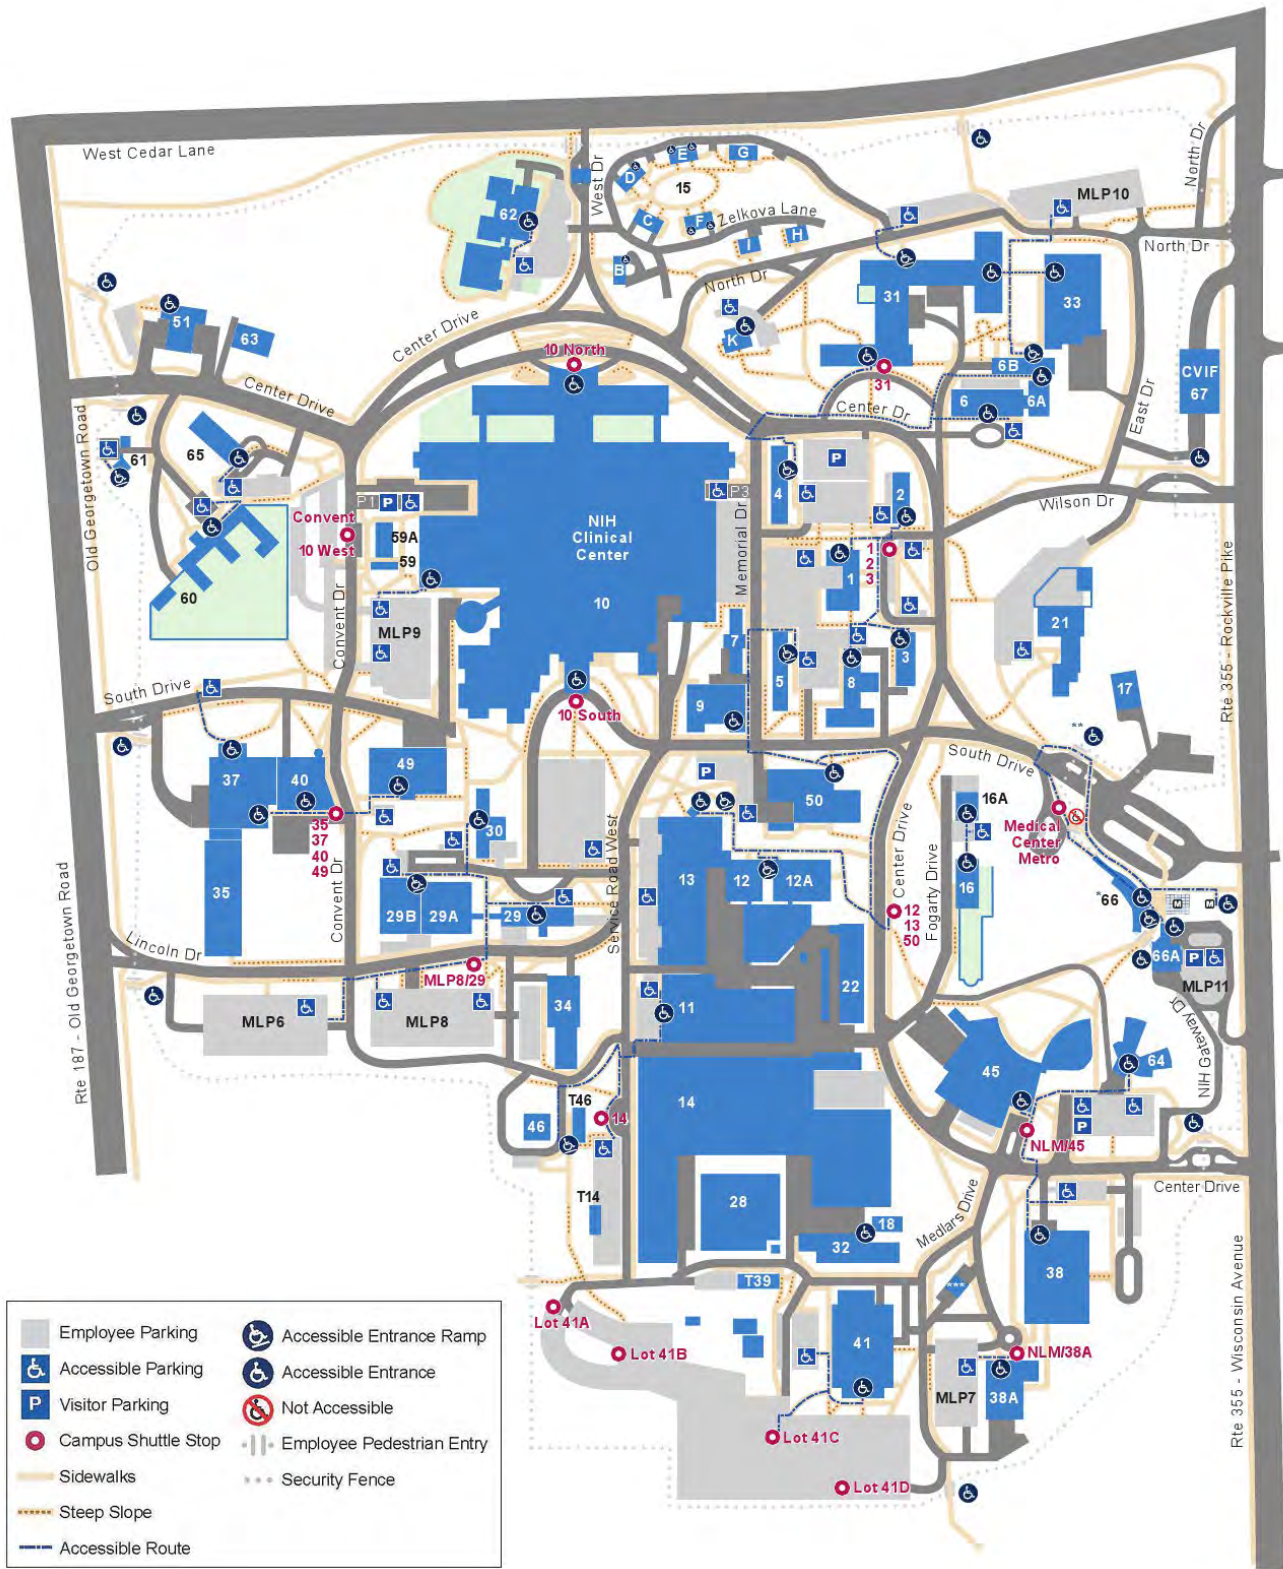 West Cedar Lane
West Dr
North Dr
E
G
D
15
MLP10
C
F
Zelkova Lane
62
I
H
B
North Dr
North Dr
51
63
K
31
33
Center Drive
10 North
6B
CVIF
67
31
Center Drive
Center Dr
6
6A
East Dr
Old Georgetown Road
65
61
4
P
P1
P
P3
2
Wilson Dr
Convent
10 West
59A
59
NIH
Clinical
Center
10
Memorial Dr
1
1
2
3
60
Convent Dr
MLP9
7
5
8
3
21
Rte 355 - Rockville Pike
South Drive
10 South
9
17
**
South Drive
37
40
49
P
50
16A
Medical
Center
Metro
35
37
40
49
30
Service Road West
Center Drive
Fogarty Drive
35
Convent Dr
29B
29A
29
13
12
12A
16
12
13
50
*66
M
M
Rte 187 - Old Georgetown Road
Lincoln Dr
66A
P
MLP11
MLP8/29
22
MLP6
MLP8
34
11
NIH Gateway Dr
45
64
14
46
T46
14
P
NLM/45
Center Drive
T14
28
18
32
Medlars Drive
38
T39
***
Lot 41A
41
Lot 41B
NLM/38A
MLP7
38A
Lot 41C
Lot 41D
Rte 355 - Wisconsin Avenue
Employee Parking
Accessible Entrance Ramp
Accessible Parking
Accessible Entrance
P
Visitor Parking
Not Accessible
Campus Shuttle Stop
Employee Pedestrian Entry
Sidewalks
Security Fence
Steep Slope
Accessible Route